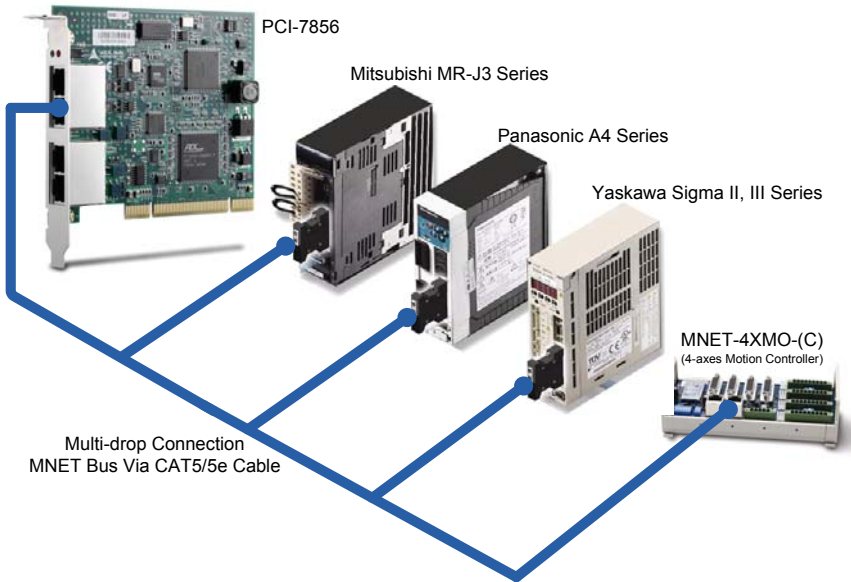 PCI-7856
Mitsubishi MR-J3 Series
Panasonic A4 Series
Yaskawa Sigma II, III Series
MNET-4XMO-(C)
(4-axes Motion Controller)
Multi-drop Connection
MNET Bus Via CAT5/5e Cable